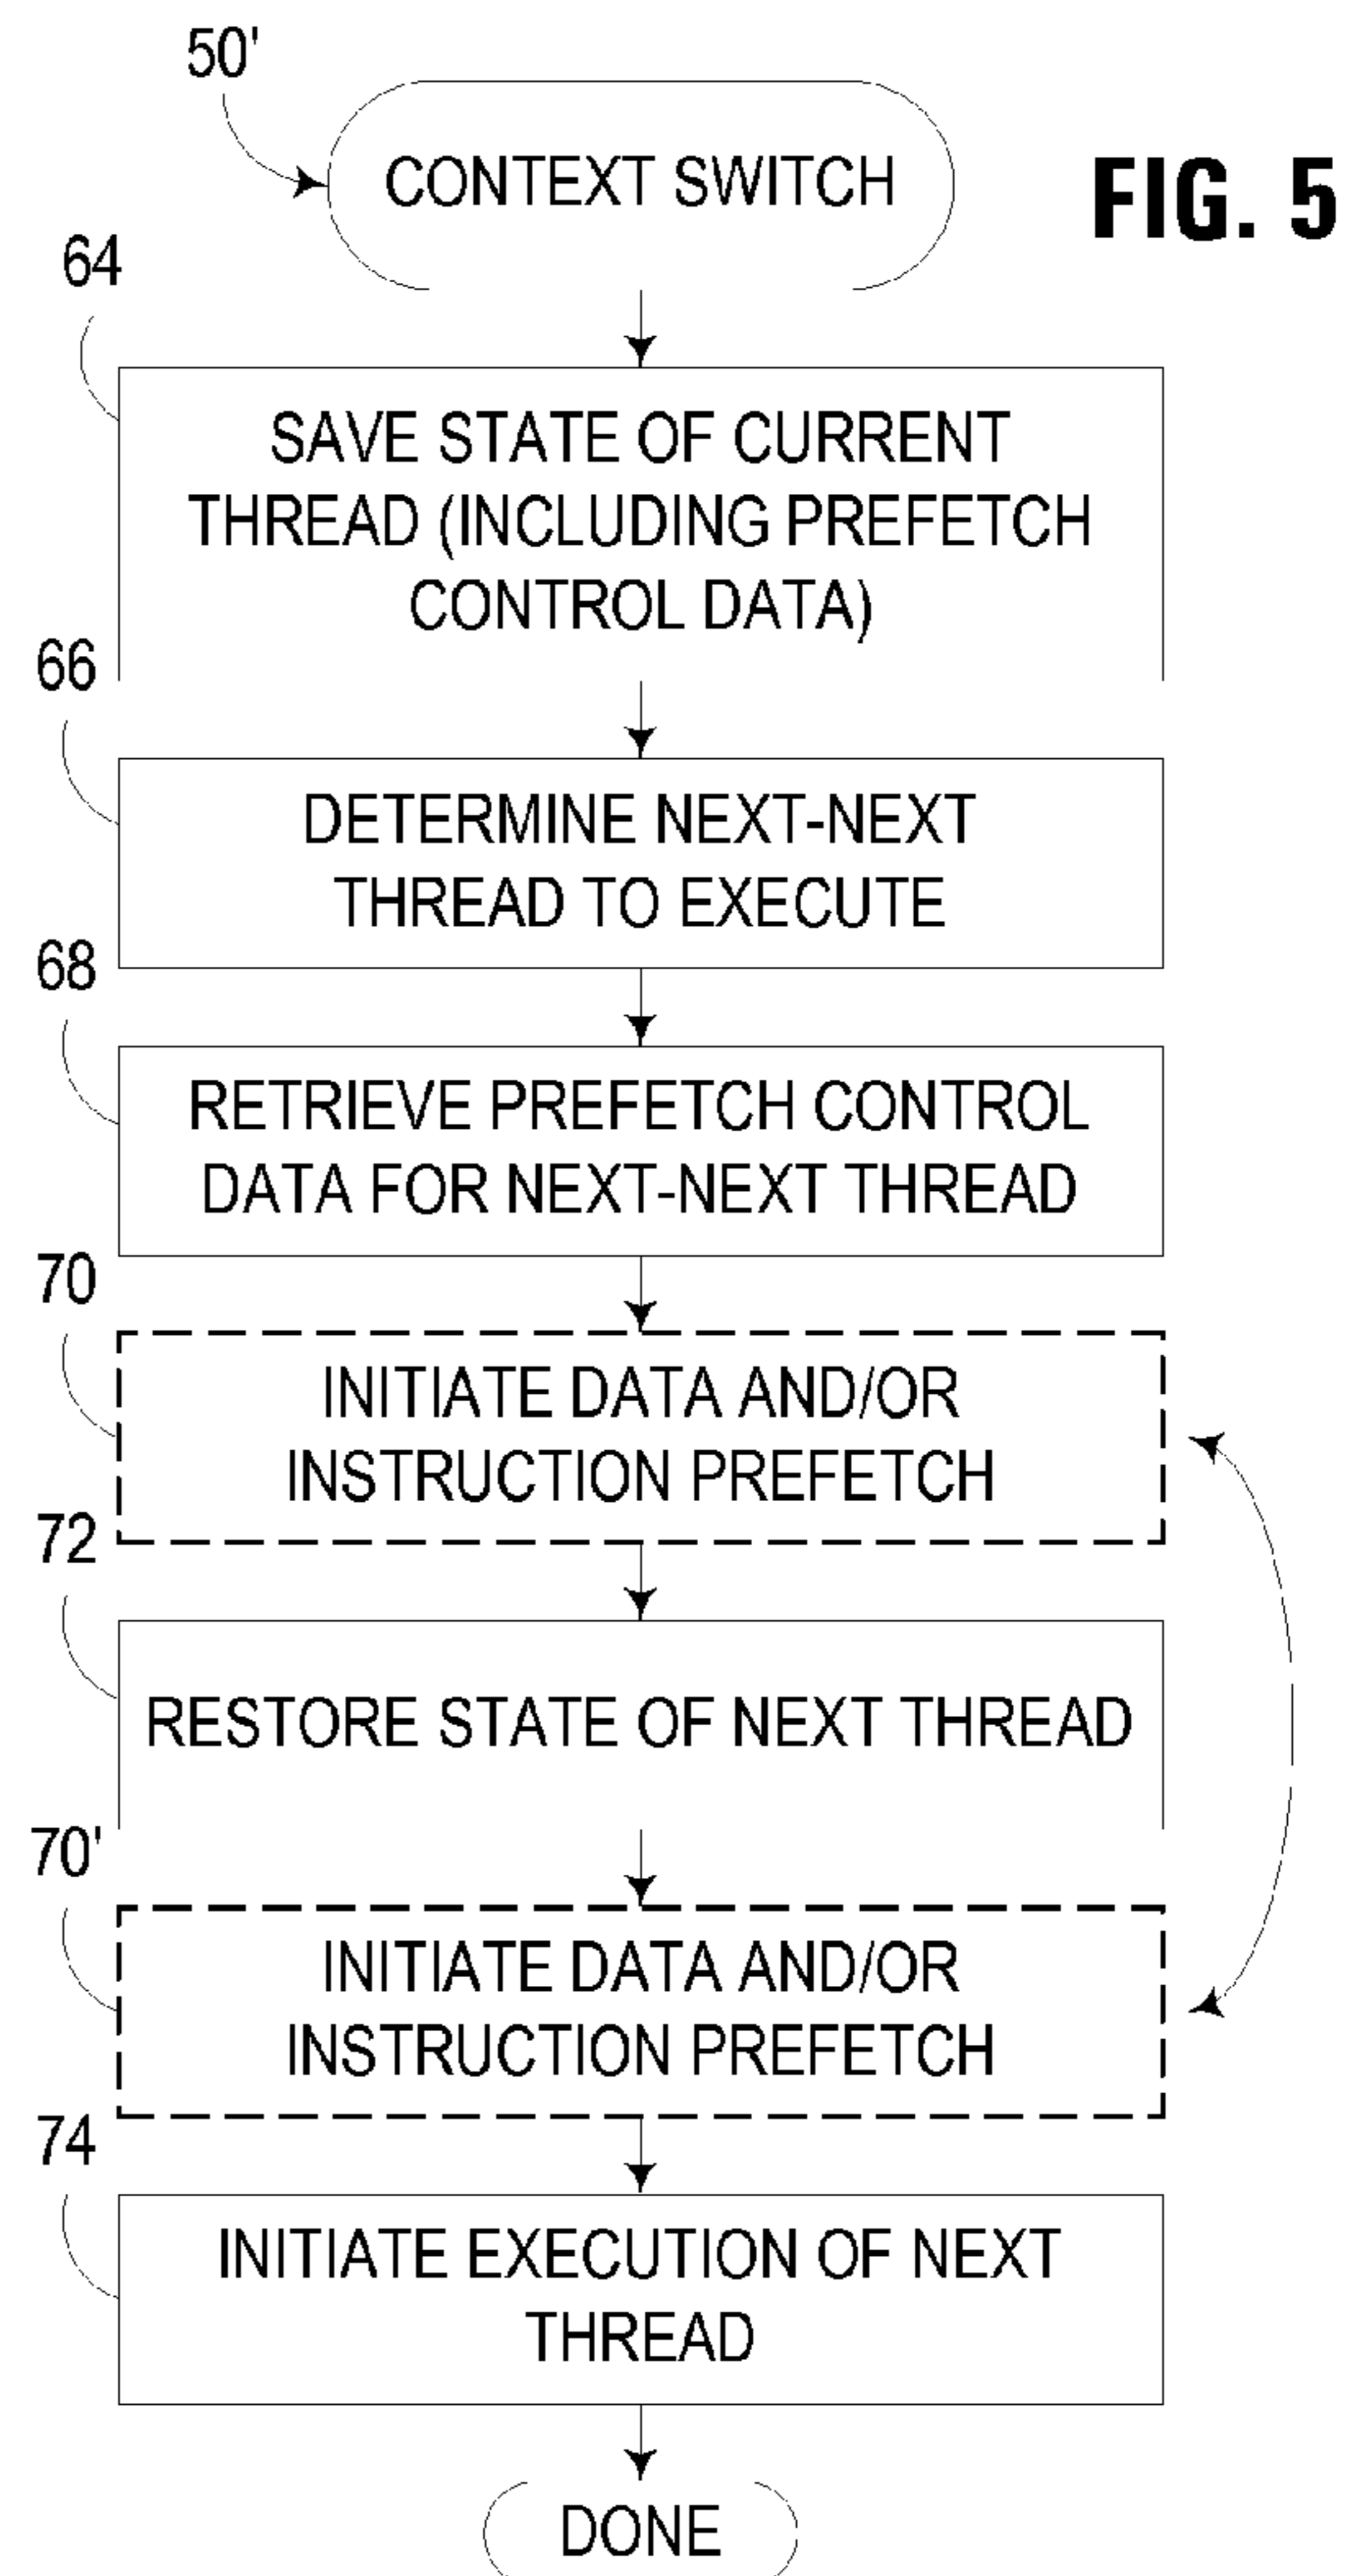 50'
CONTEXT SWITCH
FIG. 5
64
SAVE STATE OF CURRENT
THREAD (INCLUDING PREFETCH
CONTROL DATA)
66
DETERMINE NEXT-NEXT
THREAD TO EXECUTE
68
RETRIEVE PREFETCH CONTROL
DATA FOR NEXT-NEXT THREAD
70
INITIATE DATA AND/OR
INSTRUCTION PREFETCH
72
RESTORE STATE OF NEXT THREAD
70'
INITIATE DATA AND/OR
INSTRUCTION PREFETCH
74
INITIATE EXECUTION OF NEXT
THREAD
DONE